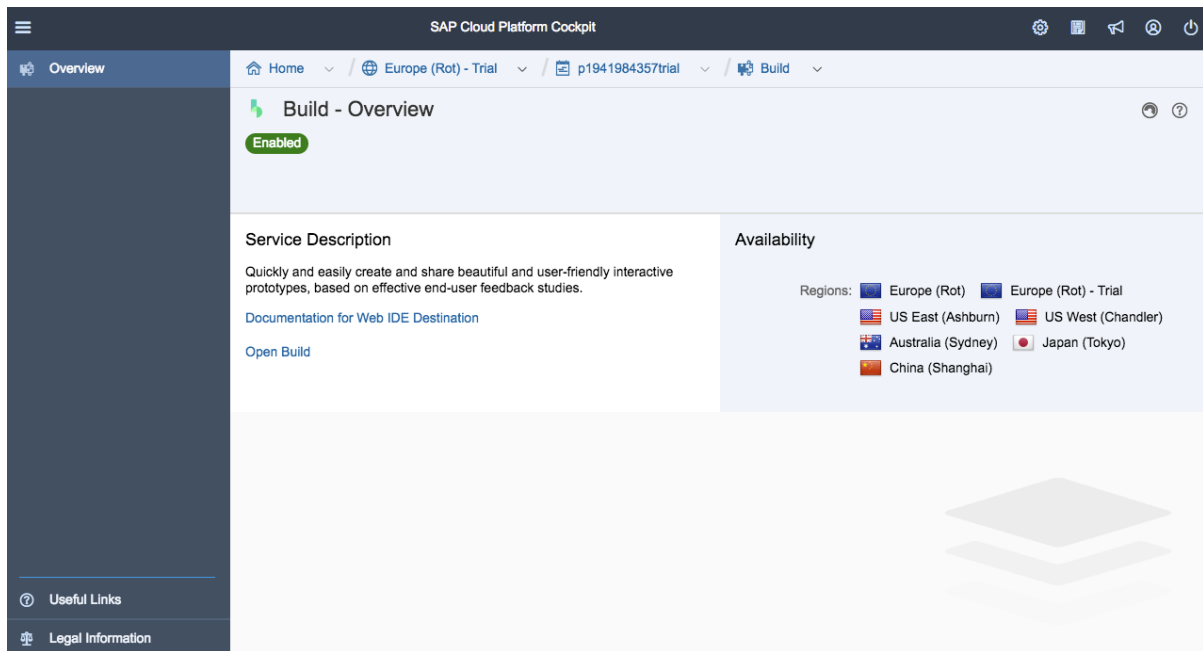 SAP Cloud Platform Cockpit
Overview
Home / Europe (Rot) - Trial / p1941984357trial / Build
Build - Overview
Enabled
Service Description
Quickly and easily create and share beautiful and user-friendly interactive
prototypes, based on effective end-user feedback studies.
Documentation for Web IDE Destination
Open Build
Availability
Regions: Europe (Rot) Europe (Rot) - Trial
US East (Ashburn) US West (Chandler)
Australia (Sydney) Japan (Tokyo)
China (Shanghai)
Useful Links
Legal Information